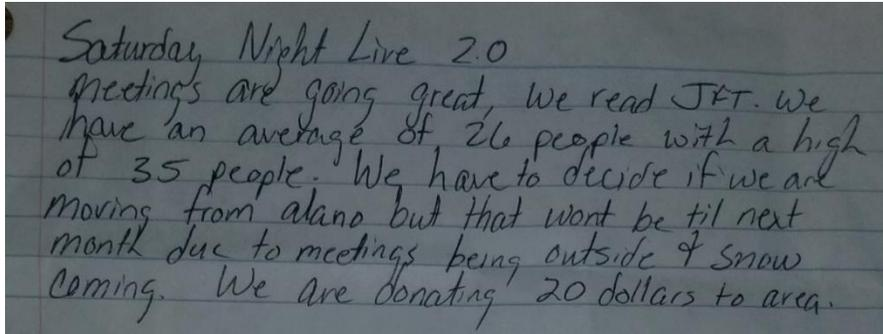 Saturday Night Live 2.0
meetings are going great, We read JFT. We
have an average of 26 people with a high
of 35 people. We have to decide if we are
moving from alano but that wont be til next
month due to meetings being outside & snow
coming. We are donating 20 dollars to area.